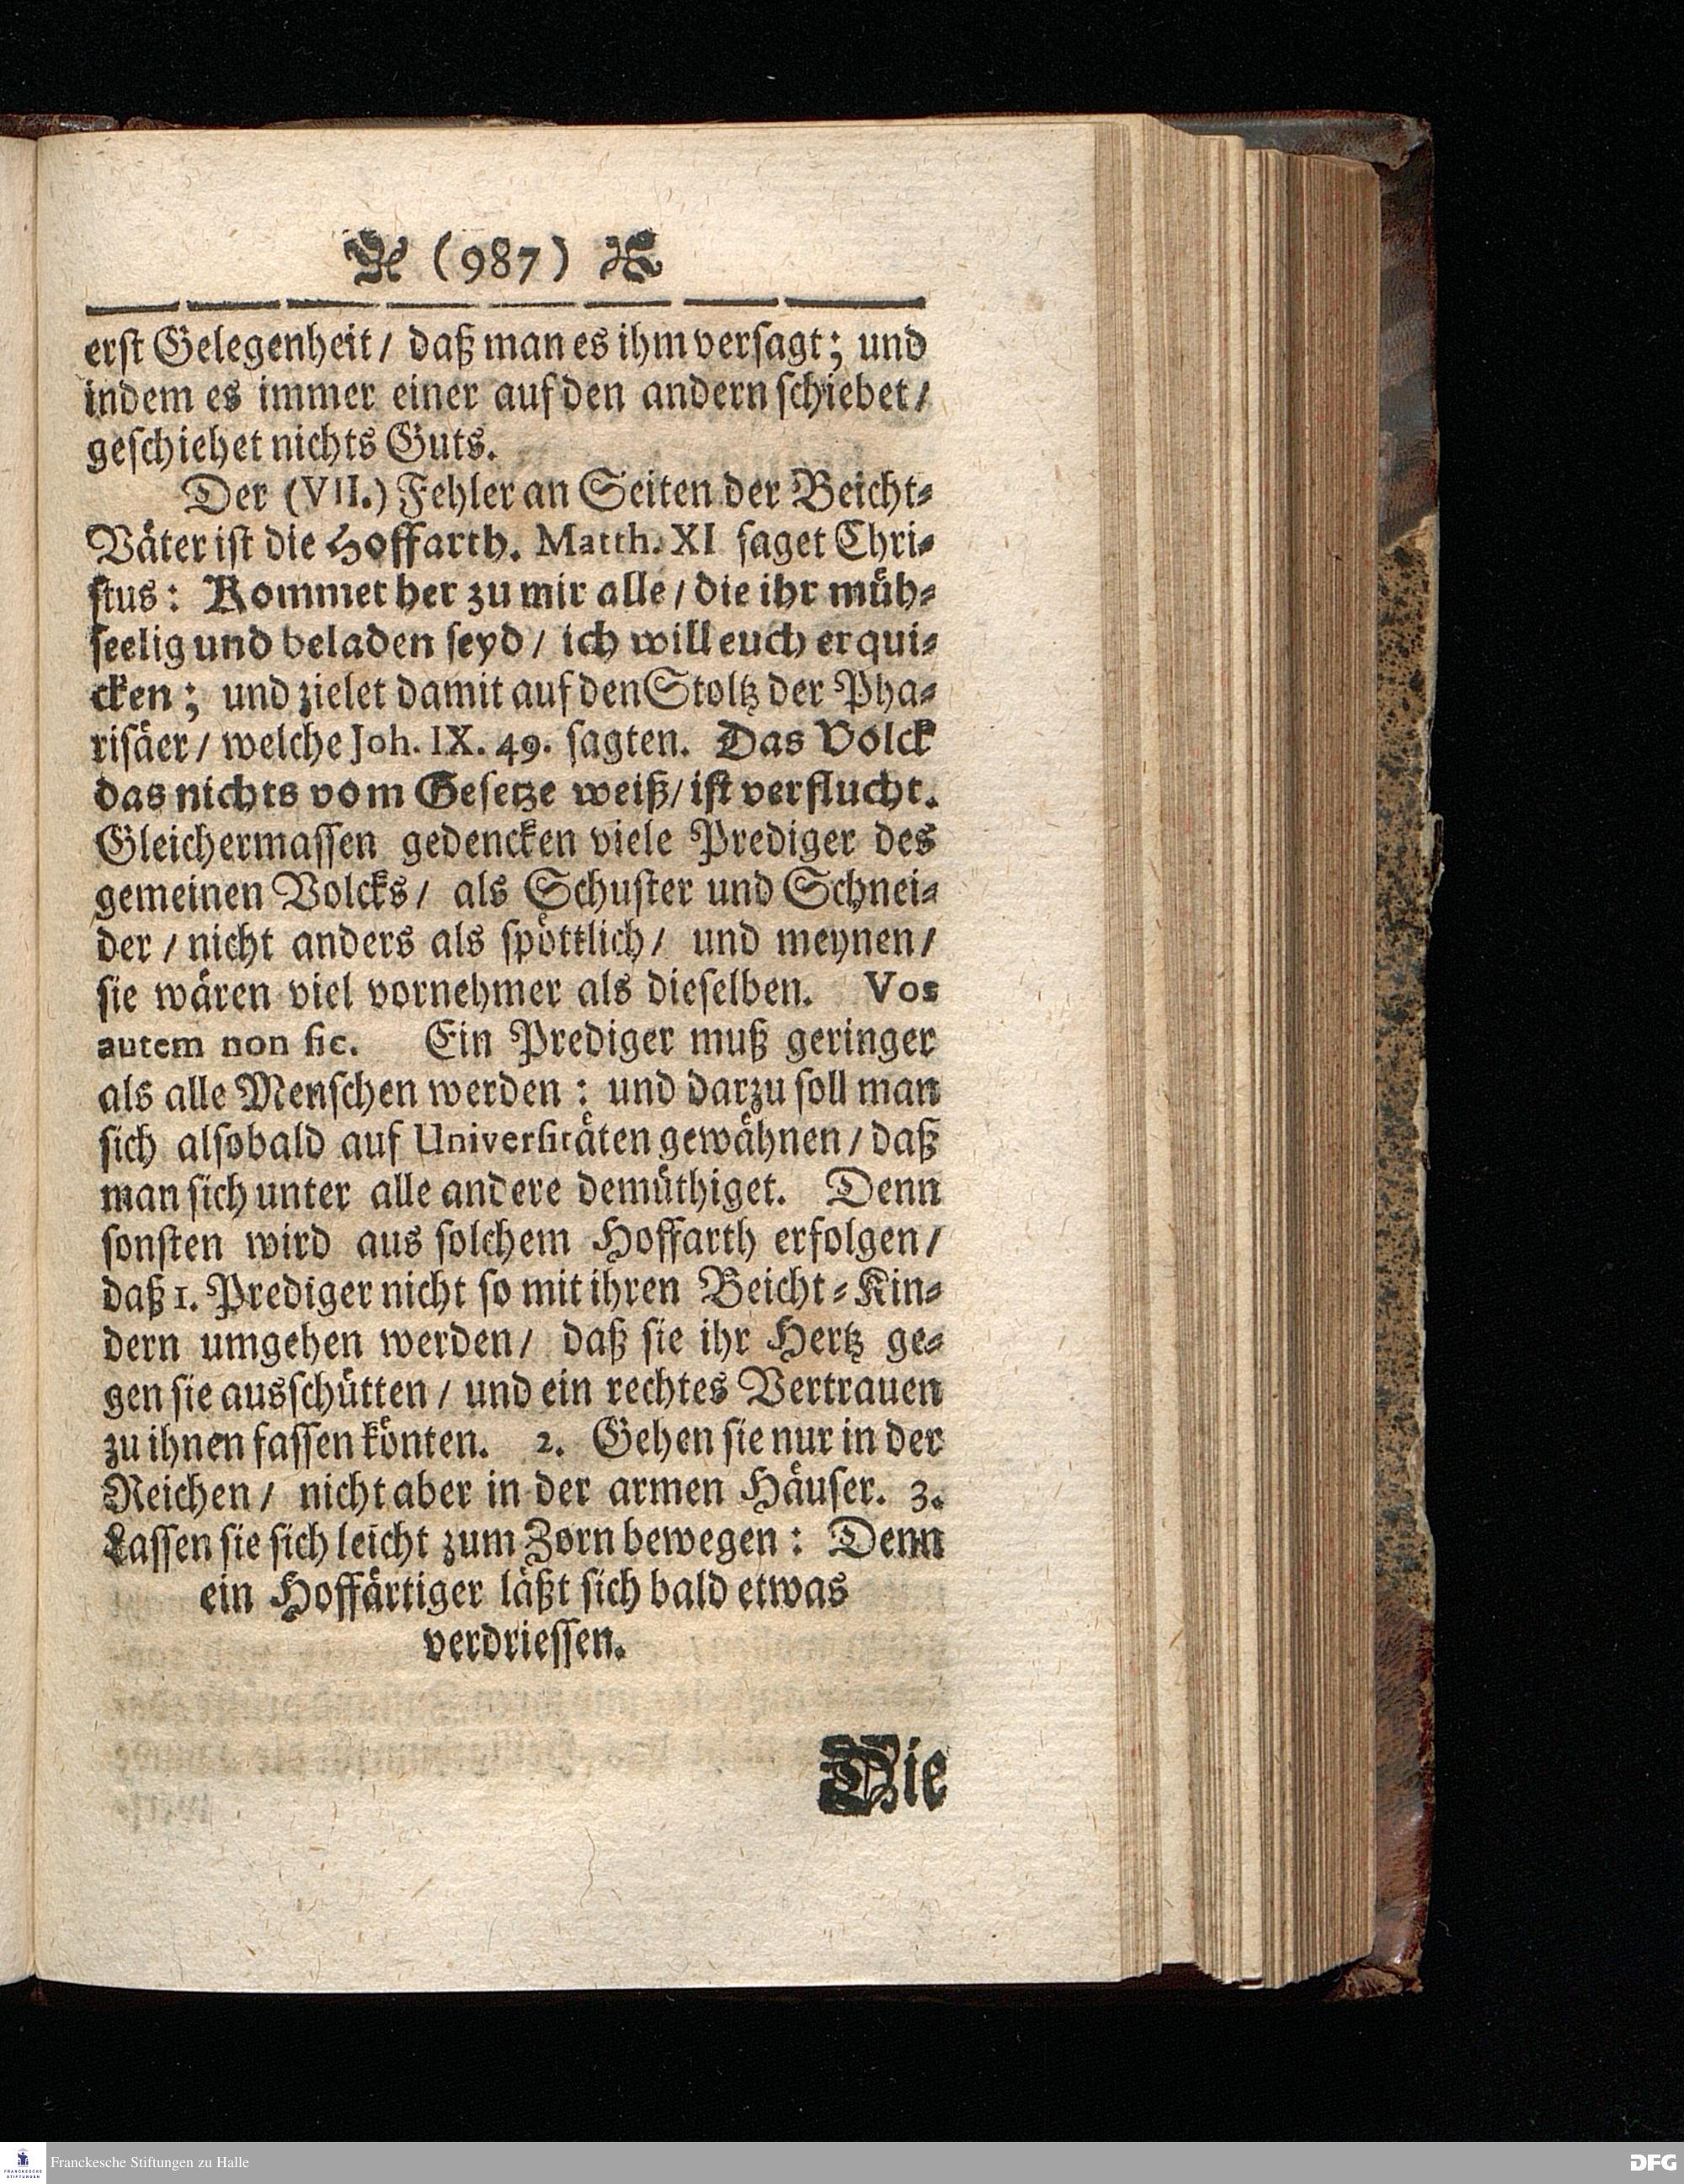 (987)
erſt Gelegenheit/ daß man es ihm verſagt; und
indem es immer einer auf den andern ſchiebet/
geſchiehet nichts Guts.
Der (VII.) Fehler an Seiten der Beicht⸗
Väter iſt die Hoffarth. Matth. XI ſaget Chri⸗
ſtus: Kommet her zu mir alle/ die ihr müh⸗
ſeelig und beladen ſeyd/ ich will euch erqui⸗
cken; und zielet damit auf den Stoltz der Pha⸗
riſäer/ welche Joh. IX. 49. ſagten. Das Volck
das nichts vom Geſetze weiß/ iſt verflucht.
Gleichermaſſen gedencken viele Prediger des
gemeinen Volcks/ als Schuſter und Schnei⸗
der/ nicht anders als ſpöttlich/ und meynen/
ſie wären viel vornehmer als dieſelben. Vos
autem non ſic. Ein Prediger muß geringer
als alle Menſchen werden: und darzu ſoll man
ſich alſobald auf Univerſitäten gewähnen/ daß
man ſich unter alle andere demüthiget. Denn
ſonſten wird aus ſolchem Hoffarth erfolgen/
daß 1. Prediger nicht ſo mit ihren Beicht⸗Kin⸗
dern umgehen werden/ daß ſie ihr Hertz ge⸗
gen ſie ausſchütten/ und ein rechtes Vertrauen
zu ihnen faſſen könten. 2. Gehen ſie nur in der
Reichen/ nicht aber in der armen Häuſer. 3.
Laſſen ſie ſich leicht zum Zorn bewegen: Denn
ein Hoffärtiger läßt ſich bald etwas
verdrieſſen.
Die
FRANCKESCHE STIFTUNGEN
Franckesche Stiftungen zu Halle
DFG